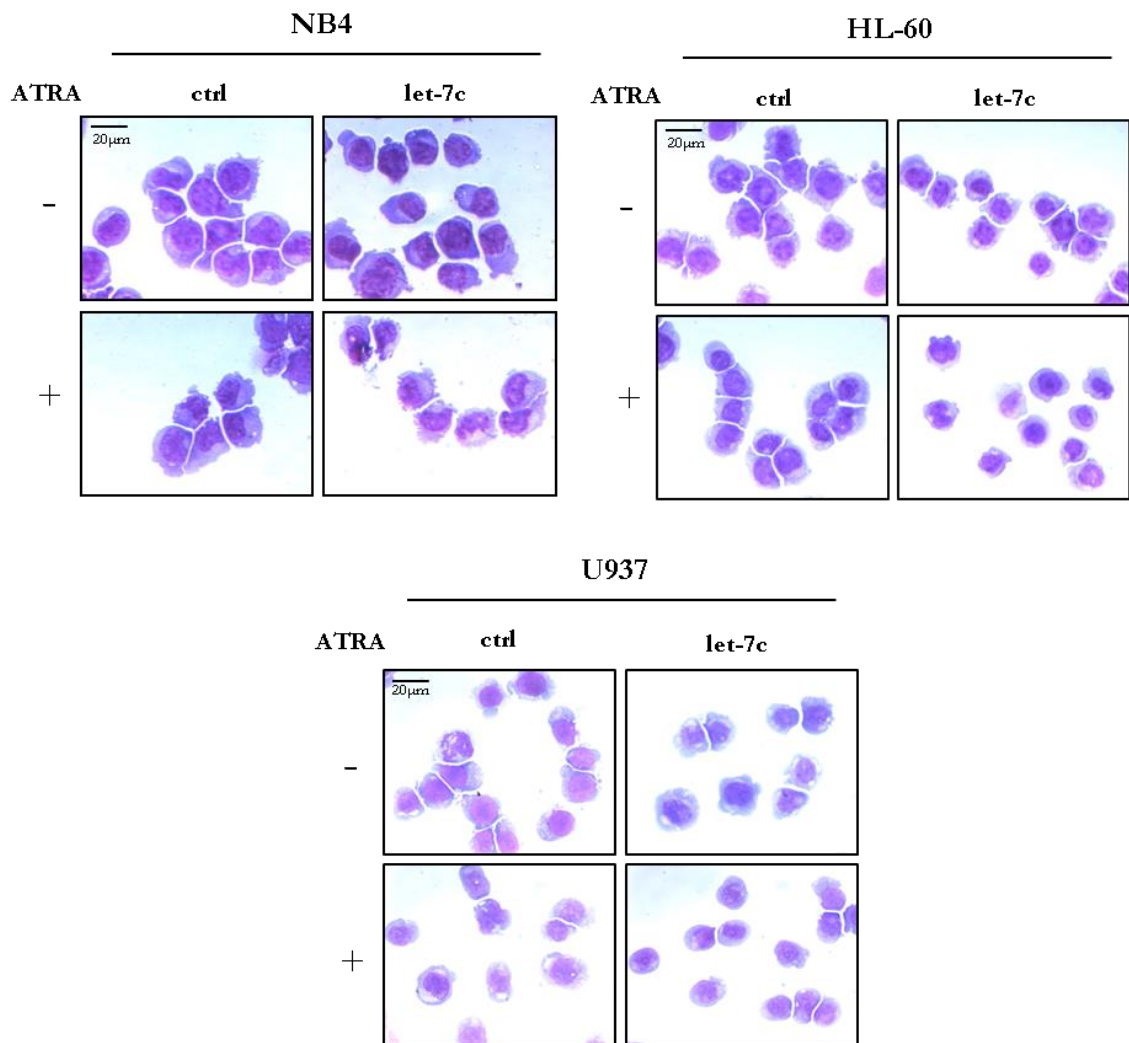 NB4
ATRA ctrl let-7c
20µm
-
+
HL-60
ATRA ctrl let-7c
20µm
-
+
U937
ATRA ctrl let-7c
20µm
-
+